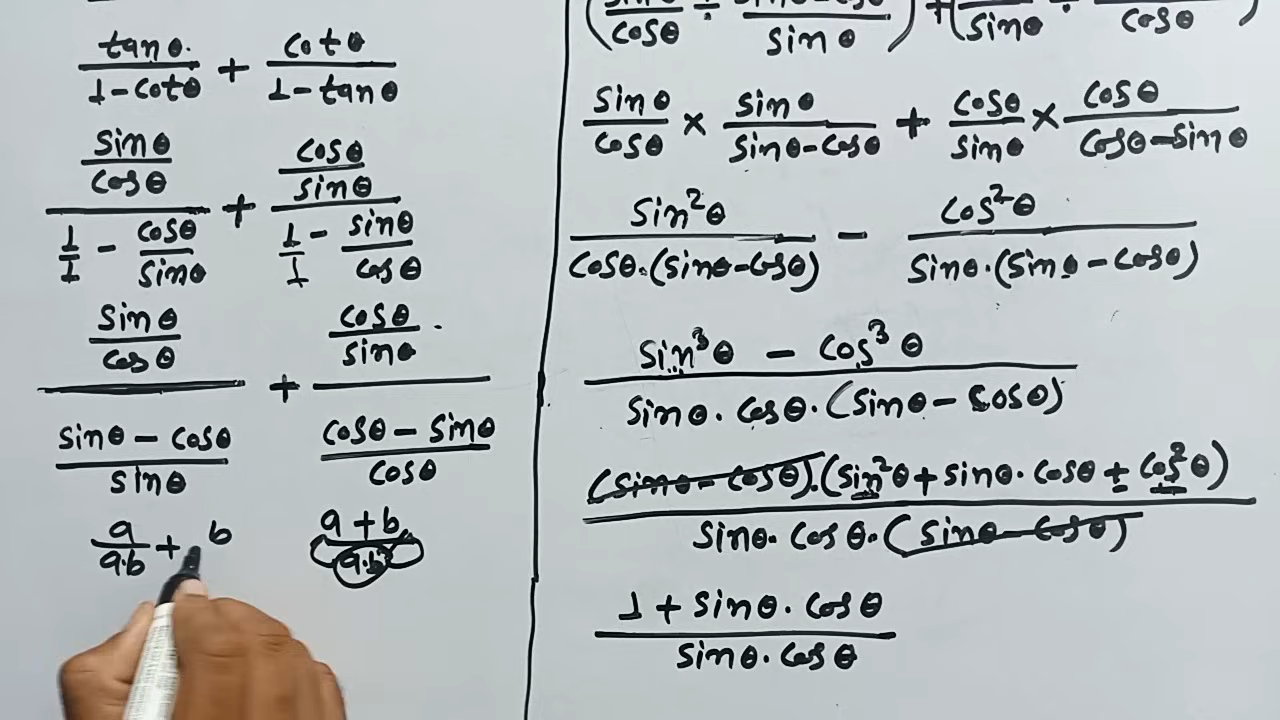 tanθ/(1-cotθ) + cotθ/(1-tanθ)
(sinθ/cosθ)/(1/1 - cosθ/sinθ) + (cosθ/sinθ)/(1/1 - sinθ/cosθ)
(sinθ/cosθ)/((sinθ-cosθ)/sinθ) + (cosθ/sinθ)/((cosθ-sinθ)/cosθ)
a/(a.b) + b
(a+b)/(a.b)
sinθ/cosθ × sinθ/(sinθ-cosθ) + cosθ/sinθ × cosθ/(cosθ-sinθ)
sin²θ/(cosθ.(sinθ-cosθ)) - cos²θ/(sinθ.(sinθ-cosθ))
(sin³θ - cos³θ)/(sinθ.cosθ.(sinθ-cosθ))
((sinθ-cosθ).(sin²θ+sinθ.cosθ+cos²θ))/(sinθ.cosθ.(sinθ-cosθ))
(1+sinθ.cosθ)/(sinθ.cosθ)